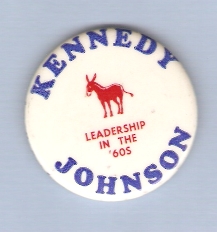 KENNEDY
LEADERSHIP
IN THE
'60S
JOHNSON